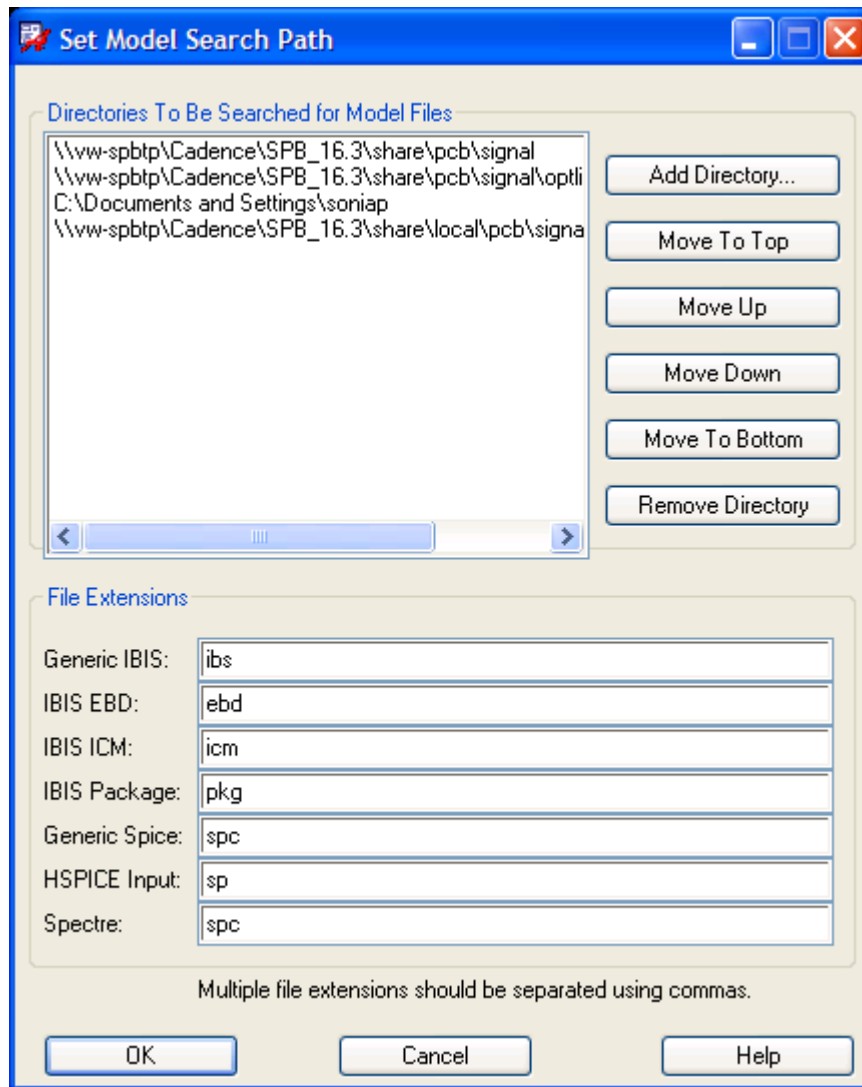 Set Model Search Path
Directories To Be Searched for Model Files
\\vw-spbtp\Cadence\SPB_16.3\share\pcb\signal
\\vw-spbtp\Cadence\SPB_16.3\share\pcb\signal\optli
C:\Documents and Settings\soniap
\\vw-spbtp\Cadence\SPB_16.3\share\local\pcb\signa
Add Directory...
Move To Top
Move Up
Move Down
Move To Bottom
Remove Directory
File Extensions
Generic IBIS: ibs
IBIS EBD: ebd
IBIS ICM: icm
IBIS Package: pkg
Generic Spice: spc
HSPICE Input: sp
Spectre: spc
Multiple file extensions should be separated using commas.
OK Cancel Help